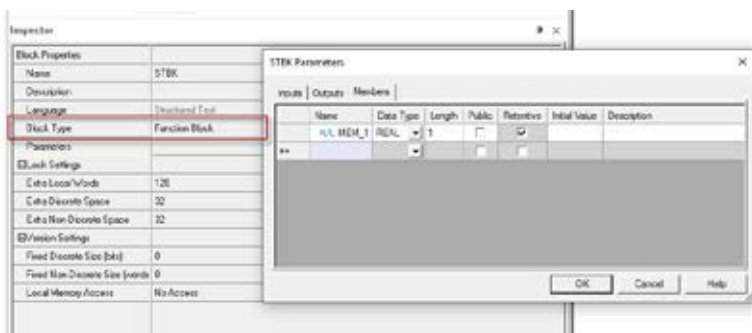 Inspector
Block Properties
Name STBK
Description
Language Structured Text
Block Type Function Block
Parameters
Lock Settings
Extra Local Words 128
Extra Discrete Space 32
Extra Non Discrete Space 32
Version Settings
Fixed Discrete Size (bits) 0
Fixed Non Discrete Size (words 0
Local Memory Access No Access
STBK Parameters
Inputs Outputs Members
Name Data Type Length Public Retentive Initial Value Description
MEM_1 REAL 1
OK Cancel Help